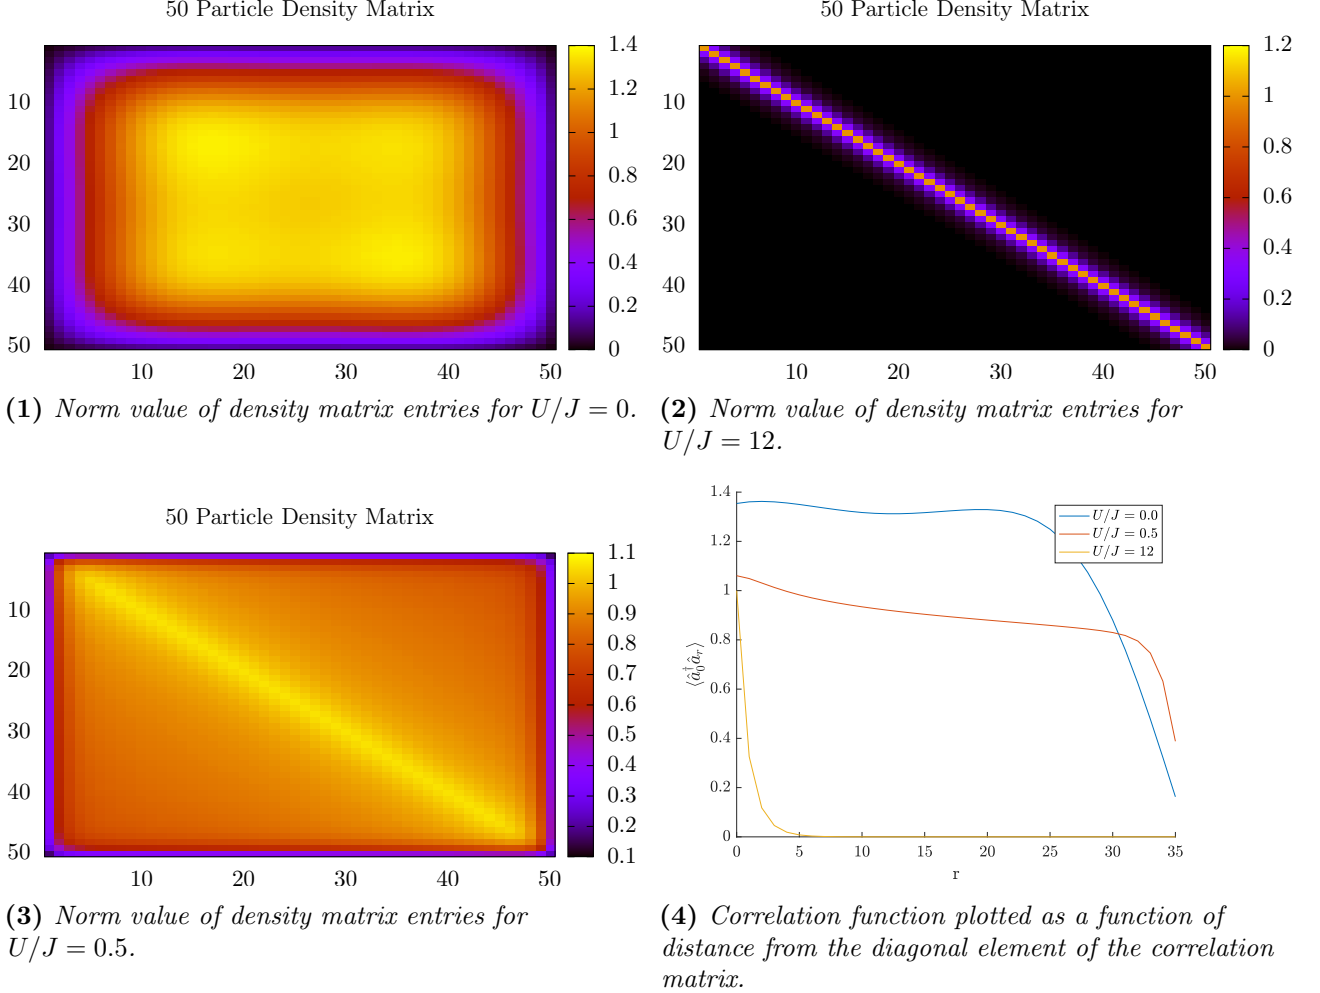 50 Particle Density Matrix
10
20
30
40
50
10 20 30 40 50
1.4
1.2
1
0.8
0.6
0.4
0.2
0
(1) Norm value of density matrix entries for U/J = 0.
50 Particle Density Matrix
10
20
30
40
50
10 20 30 40 50
1.2
1
0.8
0.6
0.4
0.2
0
(2) Norm value of density matrix entries for
U/J = 12.
50 Particle Density Matrix
10
20
30
40
50
10 20 30 40 50
1.1
1
0.9
0.8
0.7
0.6
0.5
0.4
0.3
0.2
0.1
(3) Norm value of density matrix entries for
U/J = 0.5.
1.4
1.2
1
0.8
0.6
0.4
0.2
0
⟨â₀†âᵣ⟩
U/J = 0.0
U/J = 0.5
U/J = 12
0 5 10 15 20 25 30 35
r
(4) Correlation function plotted as a function of
distance from the diagonal element of the correlation
matrix.